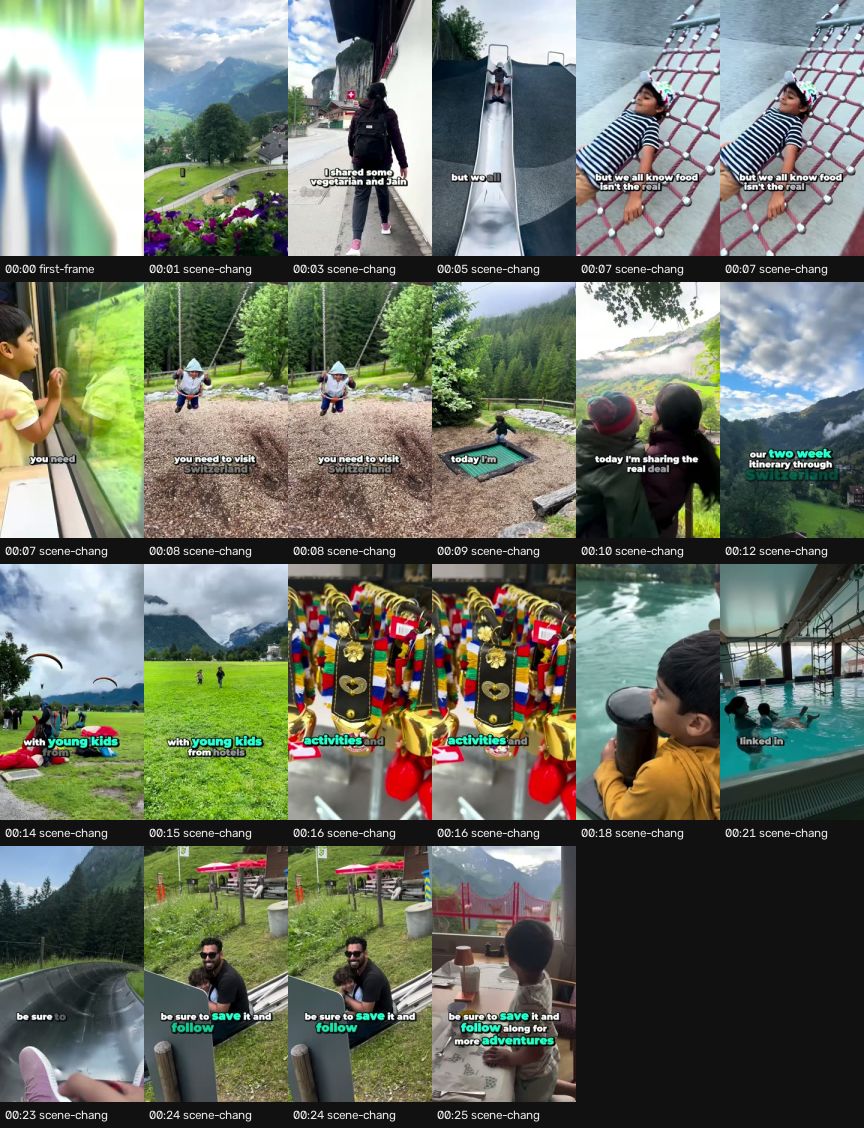 00:00 first-frame
00:01 scene-chang
I shared some
vegetarian and Jain
00:03 scene-chang
but we all
00:05 scene-chang
but we all know food
isn't the real
00:07 scene-chang
but we all know food
isn't the real
00:07 scene-chang
you need
00:07 scene-chang
you need to visit
Switzerland
00:08 scene-chang
you need to visit
Switzerland
00:08 scene-chang
today I'm
00:09 scene-chang
today I'm sharing the
real deal
00:10 scene-chang
our two week
itinerary through
Switzerland
00:12 scene-chang
with young kids
from
00:14 scene-chang
with young kids
from hotels
00:15 scene-chang
activities and
00:16 scene-chang
activities and
00:16 scene-chang
00:18 scene-chang
linked in
00:21 scene-chang
be sure to
00:23 scene-chang
be sure to save it and
follow
00:24 scene-chang
be sure to save it and
follow
00:24 scene-chang
be sure to save it and
follow along for
more adventures
00:25 scene-chang